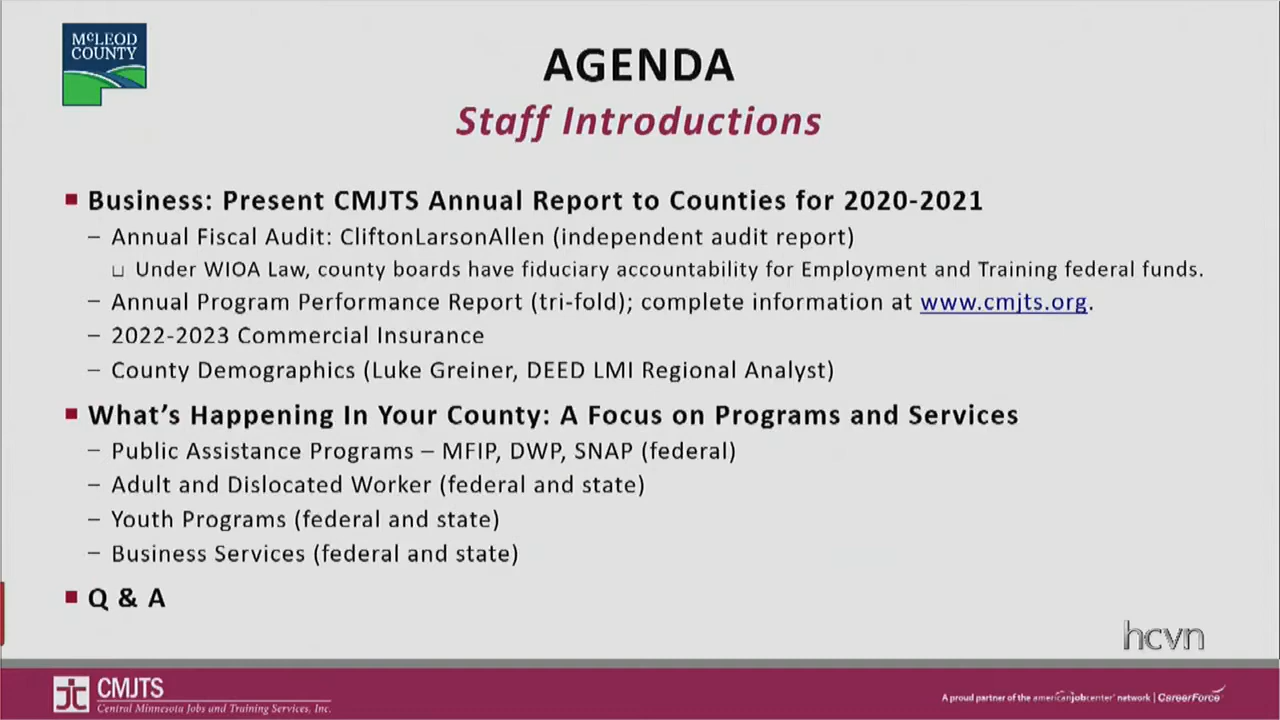 McLEOD
COUNTY
AGENDA
Staff Introductions
Business: Present CMJTS Annual Report to Counties for 2020-2021
– Annual Fiscal Audit: CliftonLarsonAllen (independent audit report)
Under WIOA Law, county boards have fiduciary accountability for Employment and Training federal funds.
– Annual Program Performance Report (tri-fold); complete information at www.cmjts.org.
– 2022-2023 Commercial Insurance
– County Demographics (Luke Greiner, DEED LMI Regional Analyst)
What's Happening In Your County: A Focus on Programs and Services
– Public Assistance Programs – MFIP, DWP, SNAP (federal)
– Adult and Dislocated Worker (federal and state)
– Youth Programs (federal and state)
– Business Services (federal and state)
Q & A
hcvn
CMJTS
Central Minnesota Jobs and Training Services, Inc.
A proud partner of the americanjobcenter network | CareerForce